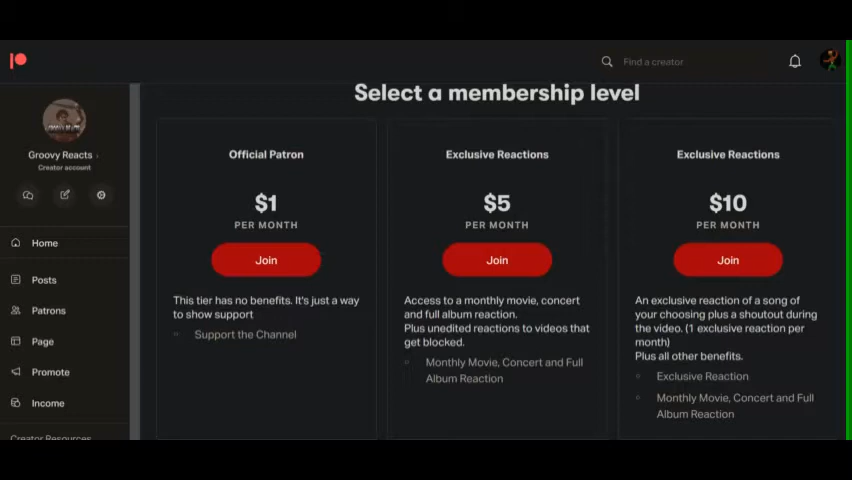 Find a creator
Select a membership level
Groovy Reacts
Creator account
Home
Posts
Patrons
Page
Promote
Income
Creator Resources
Official Patron
$1
PER MONTH
Join
This tier has no benefits. It's just a way
to show support
Support the Channel
Exclusive Reactions
$5
PER MONTH
Join
Access to a monthly movie, concert
and full album reaction.
Plus unedited reactions to videos that
get blocked.
Monthly Movie, Concert and Full
Album Reaction
Exclusive Reactions
$10
PER MONTH
Join
An exclusive reaction of a song of
your choosing plus a shoutout during
the video. (1 exclusive reaction per
month)
Plus all other benefits.
Exclusive Reaction
Monthly Movie, Concert and Full
Album Reaction